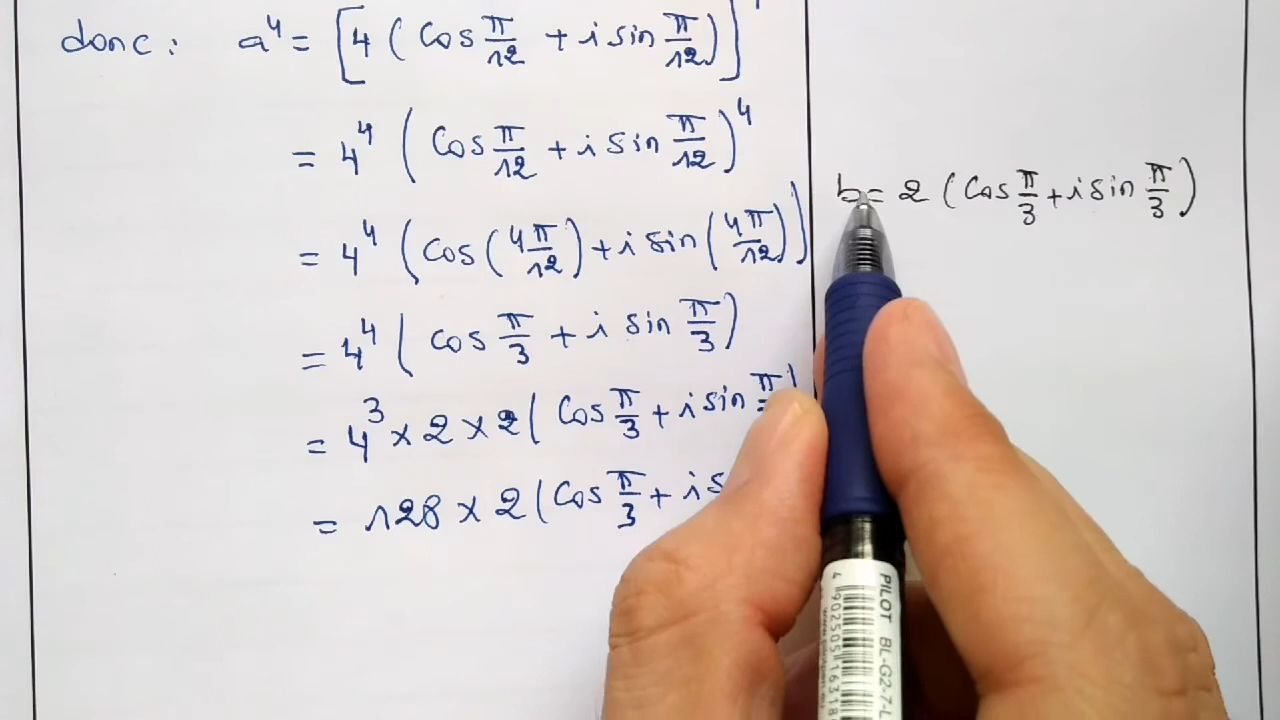 donc : a⁴ = [4 ( cos π/12 + i sin π/12 )]
= 4⁴ ( cos π/12 + i sin π/12 )⁴
= 4⁴ ( cos ( 4π/12 ) + i sin ( 4π/12 ) )
= 4⁴ ( cos π/3 + i sin π/3 )
= 4³ × 2 × 2 ( cos π/3 + i sin π
= 128 × 2 ( cos π/3 + i s
b = 2 ( cos π/3 + i sin π/3 )
PILOT BL-G2-7-L
4 902505 16318